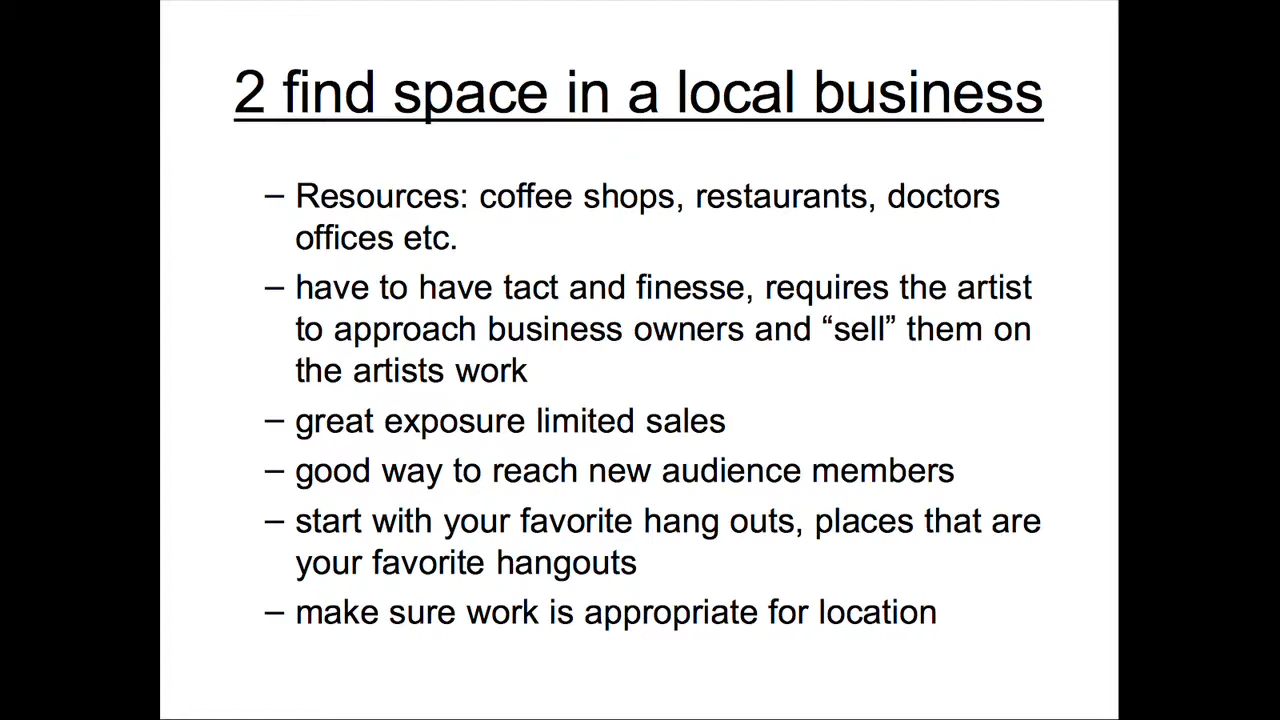 2 find space in a local business
– Resources: coffee shops, restaurants, doctors
offices etc.
– have to have tact and finesse, requires the artist
to approach business owners and “sell” them on
the artists work
– great exposure limited sales
– good way to reach new audience members
– start with your favorite hang outs, places that are
your favorite hangouts
– make sure work is appropriate for location